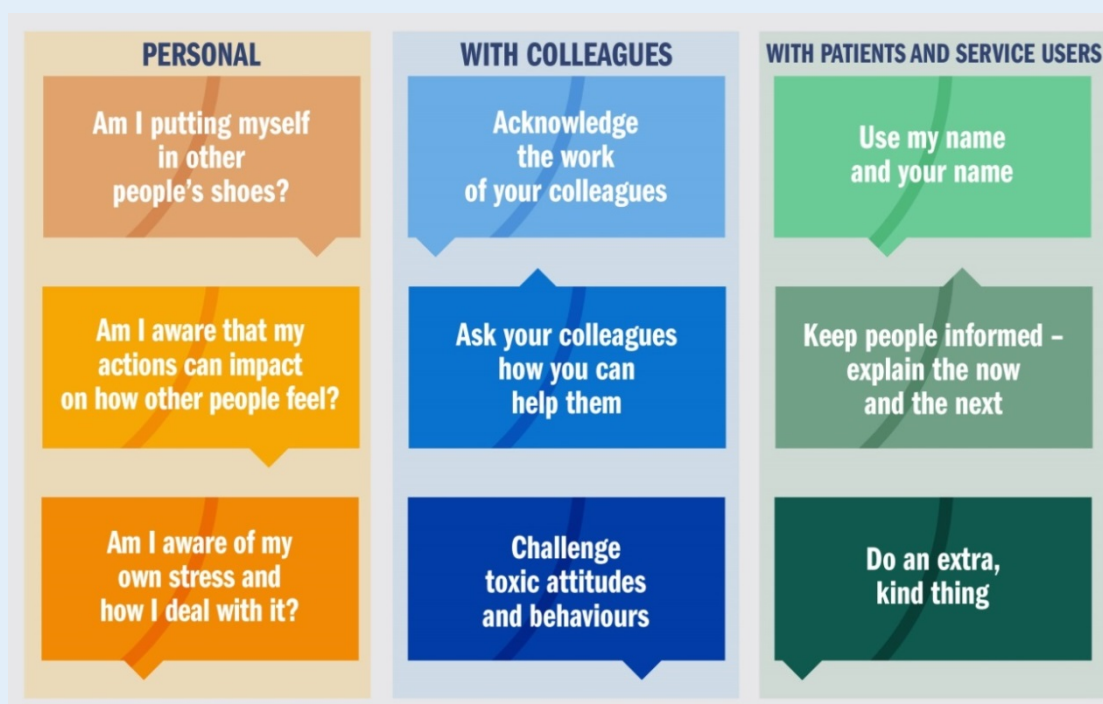 PERSONAL
Am I putting myself
in other
people's shoes?
Am I aware that my
actions can impact
on how other people feel?
Am I aware of my
own stress and
how I deal with it?
WITH COLLEAGUES
Acknowledge
the work
of your colleagues
Ask your colleagues
how you can
help them
Challenge
toxic attitudes
and behaviours
WITH PATIENTS AND SERVICE USERS
Use my name
and your name
Keep people informed –
explain the now
and the next
Do an extra,
kind thing